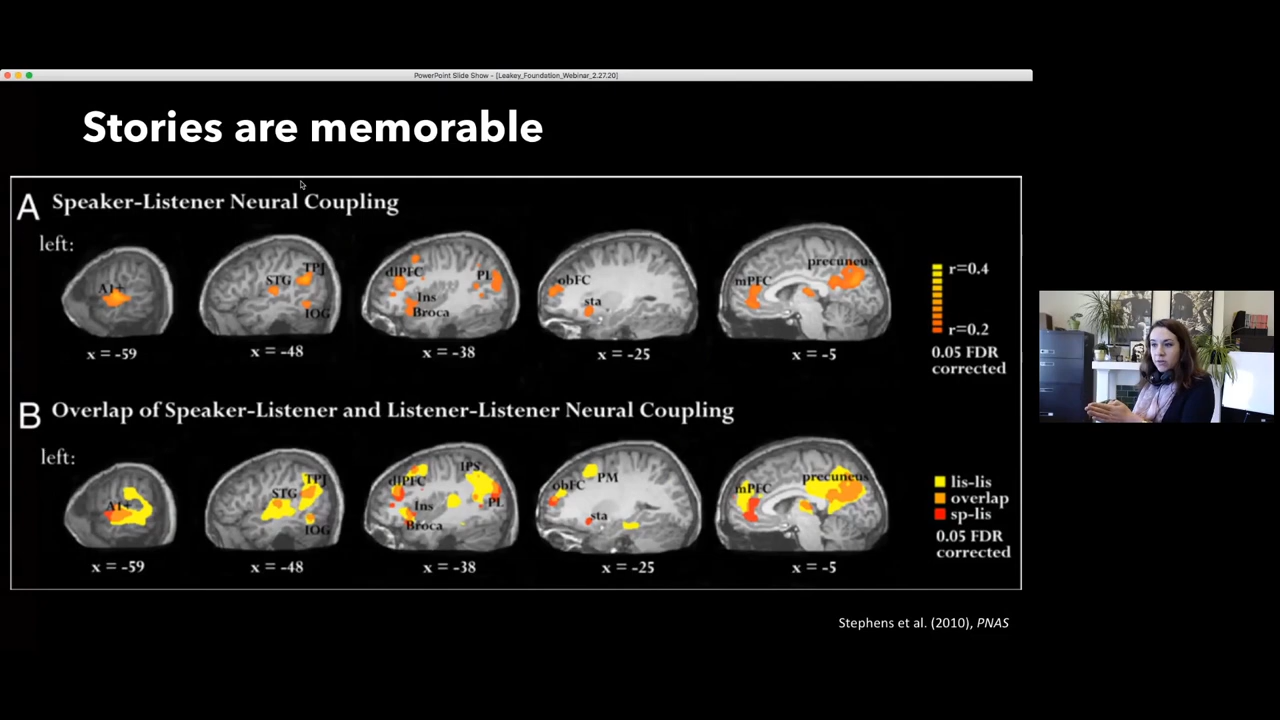 PowerPoint Slide Show - [Leakey_Foundation_Webinar_2.27.20]
Stories are memorable
A Speaker-Listener Neural Coupling
left:
A1+
STG
TPJ
IOG
dlPFC
PL
Ins
Broca
obFC
sta
mPFC
precuneus
x = -59
x = -48
x = -38
x = -25
x = -5
r=0.4
r=0.2
0.05 FDR
corrected
B Overlap of Speaker-Listener and Listener-Listener Neural Coupling
left:
A1+
STG
TPJ
IOG
dlPFC
IPS
PL
Ins
Broca
obFC
PM
sta
mPFC
precuneus
x = -59
x = -48
x = -38
x = -25
x = -5
lis-lis
overlap
sp-lis
0.05 FDR
corrected
Stephens et al. (2010), PNAS